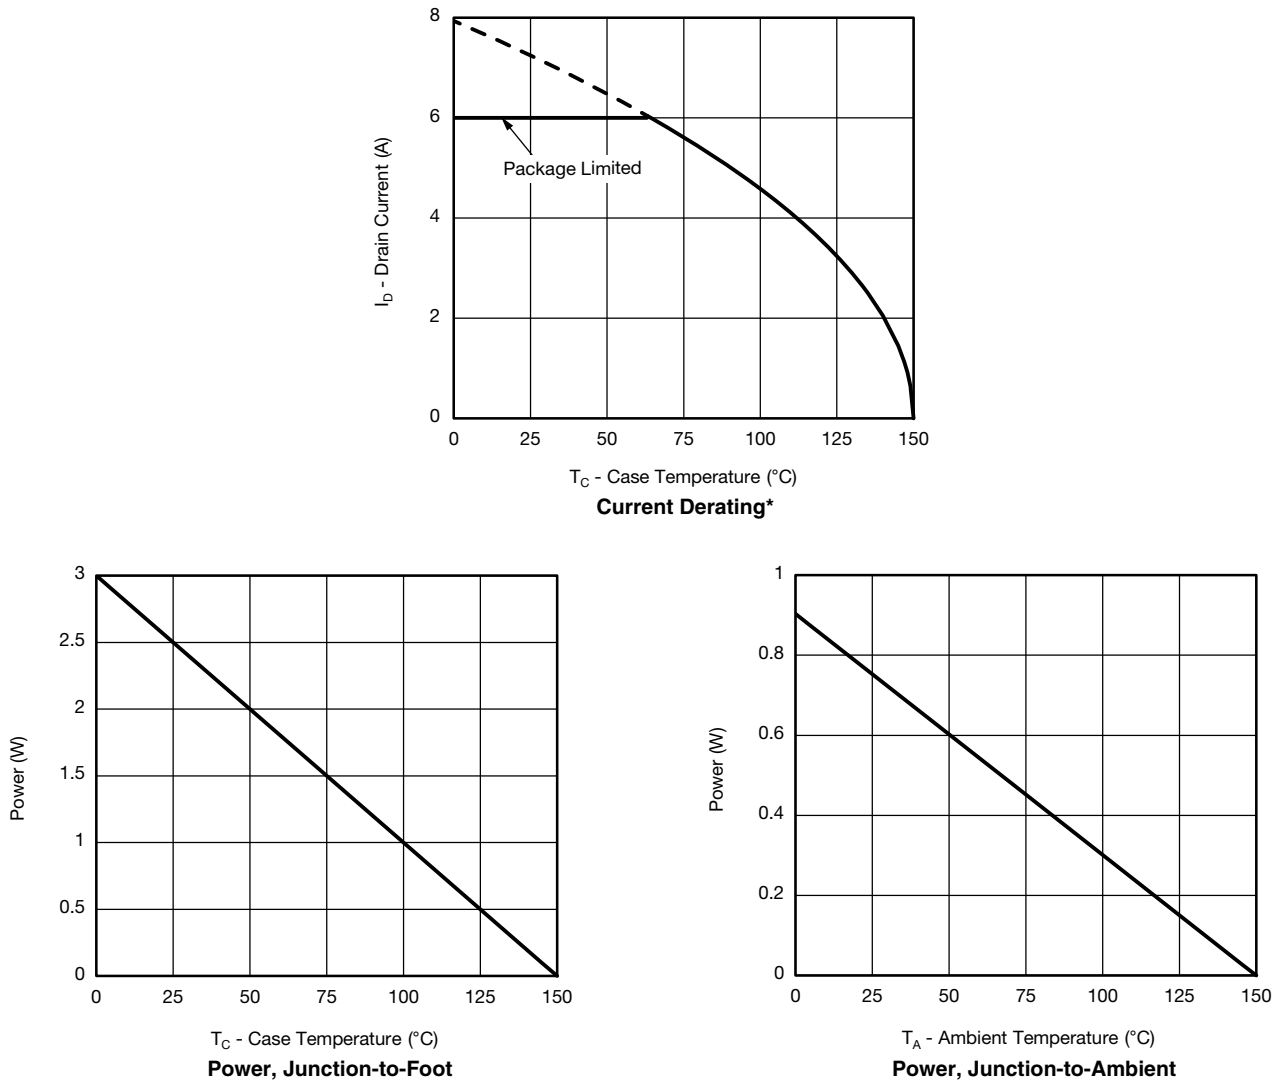 8
6
4
2
0
I_D - Drain Current (A)
Package Limited
0 25 50 75 100 125 150
T_C - Case Temperature (°C)
Current Derating*
3
2.5
2
1.5
1
0.5
0
Power (W)
0 25 50 75 100 125 150
T_C - Case Temperature (°C)
Power, Junction-to-Foot
1
0.8
0.6
0.4
0.2
0
Power (W)
0 25 50 75 100 125 150
T_A - Ambient Temperature (°C)
Power, Junction-to-Ambient